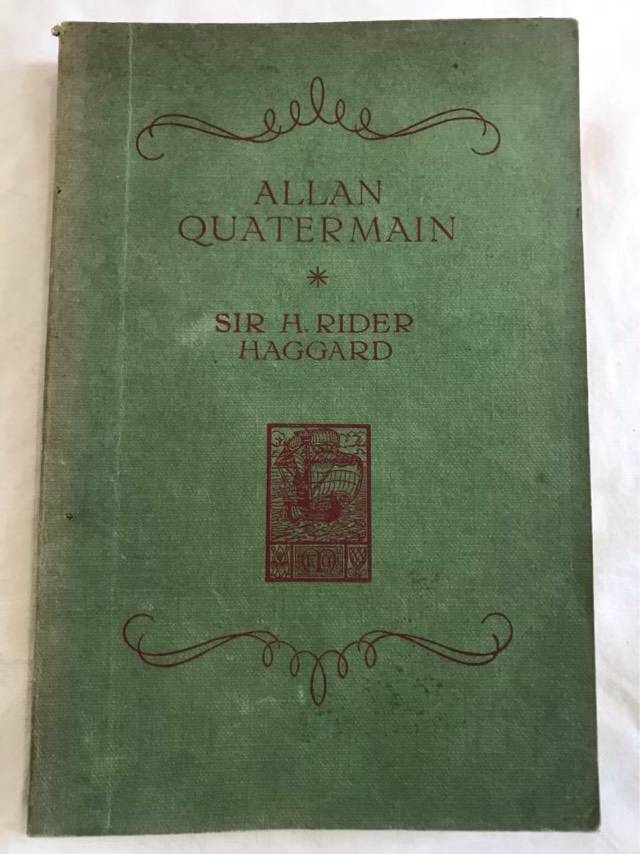 ALLAN
QUATERMAIN
*
SIR H. RIDER
HAGGARD